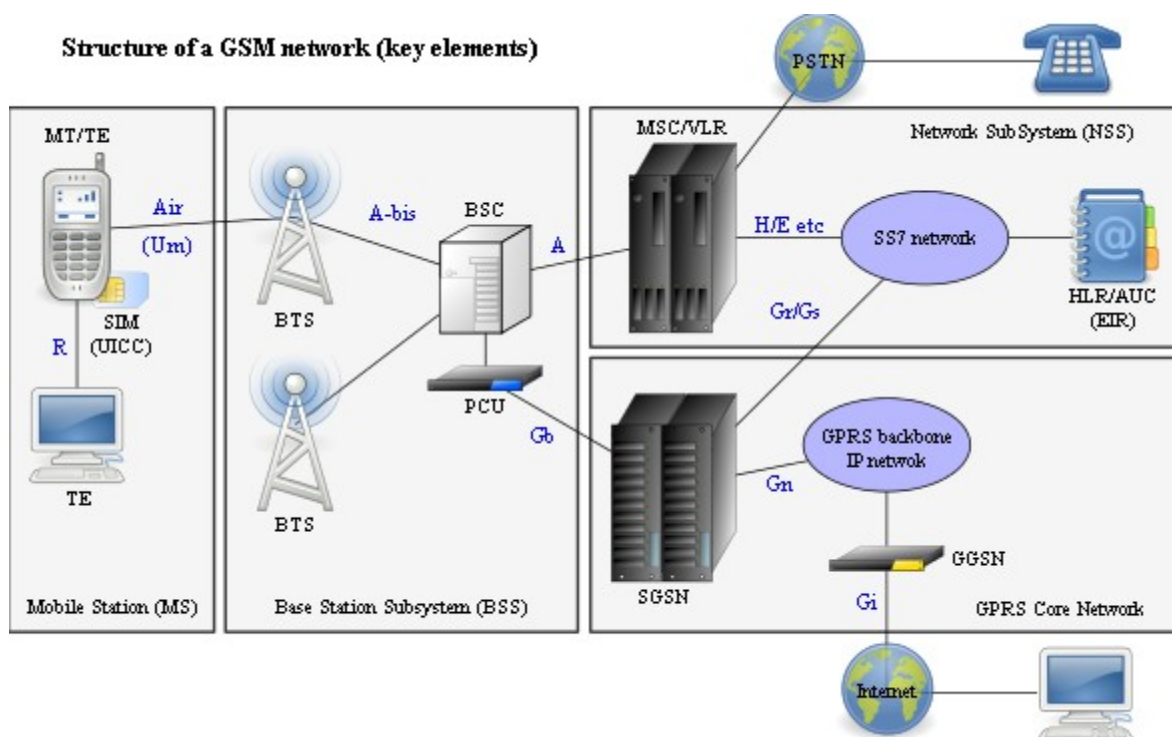 Structure of a GSM network (key elements)
PSTN
MT/TE
Air
(Um)
SIM
(UICC)
R
TE
Mobile Station (MS)
BTS
A-bis
BSC
BTS
PCU
Gb
Base Station Subsystem (BSS)
A
MSC/VLR
Network SubSystem (NSS)
H/E etc
SS7 network
HLR/AUC
(EIR)
Gr/Gs
SGSN
Gn
GPRS backbone
IP netwok
GGSN
Gi
GPRS Core Network
Internet